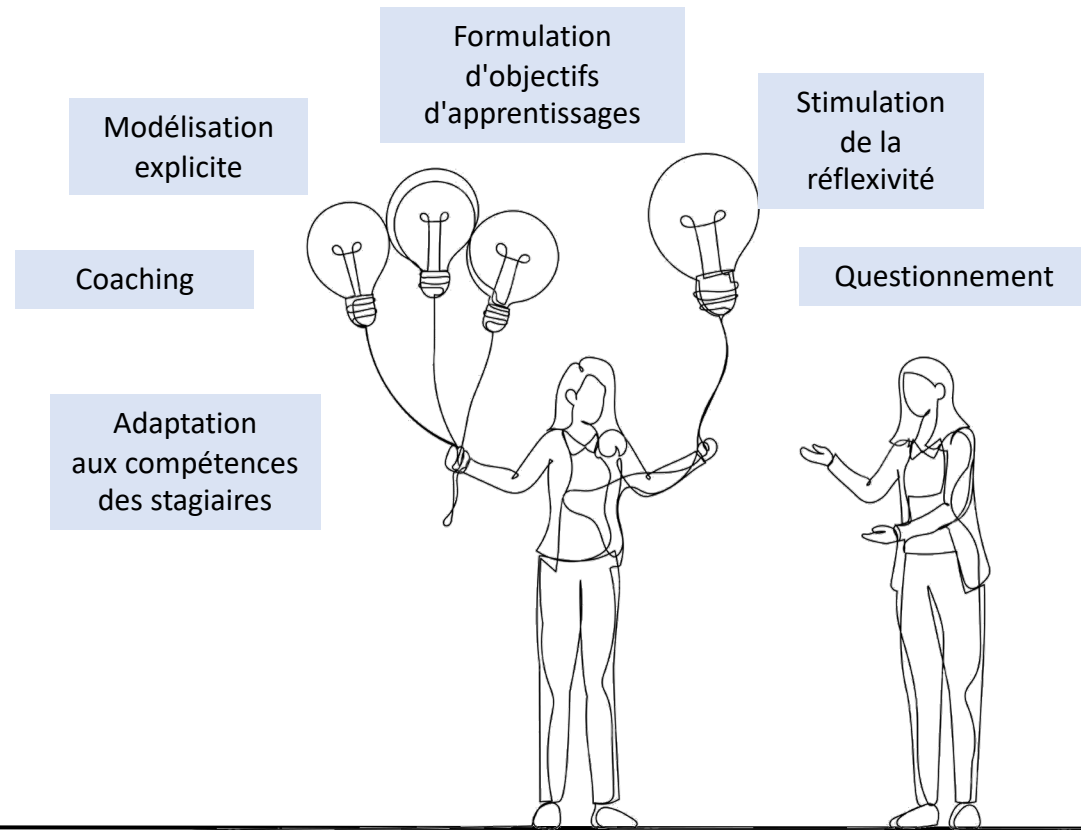 Formulation
d'objectifs
d'apprentissages
Modélisation
explicite
Stimulation
de la
réflexivité
Coaching
Questionnement
Adaptation
aux compétences
des stagiaires